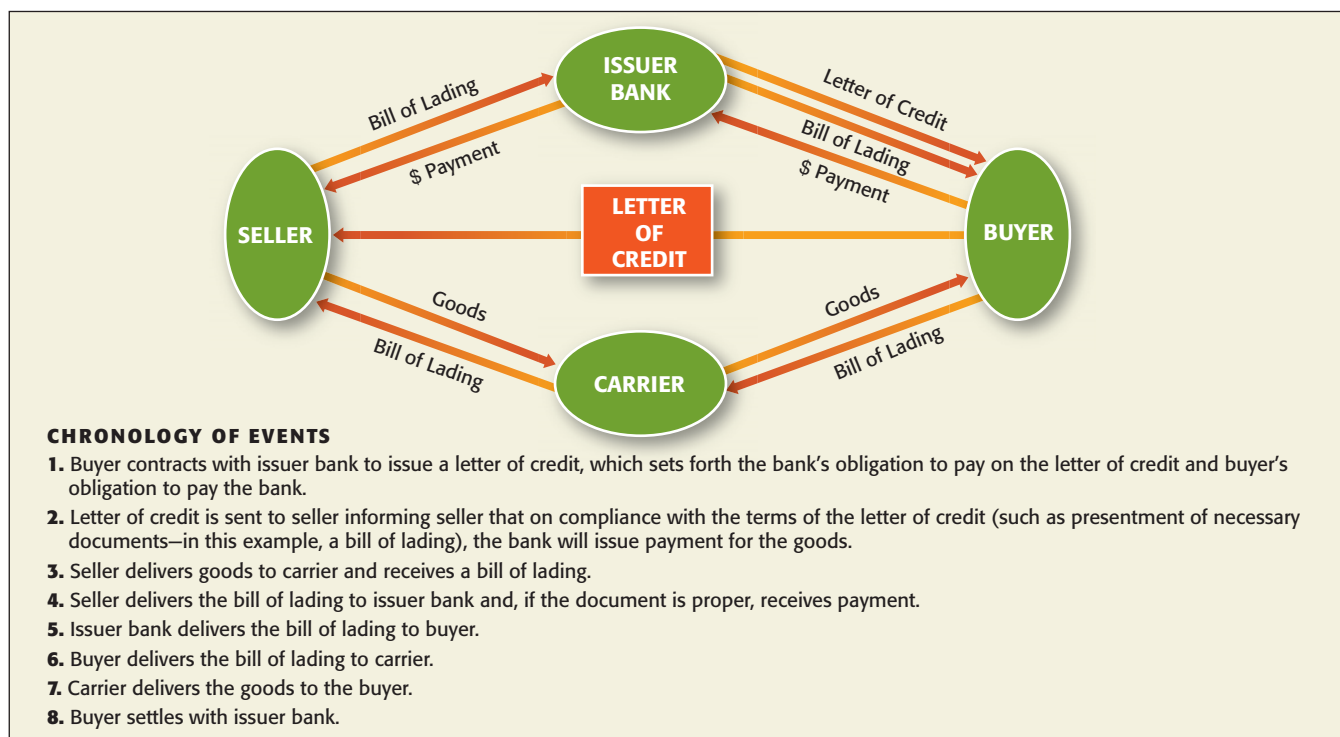 ISSUER
BANK
Bill of Lading
$ Payment
Letter of Credit
Bill of Lading
$ Payment
SELLER
LETTER
OF
CREDIT
BUYER
Goods
Bill of Lading
Goods
Bill of Lading
CARRIER
CHRONOLOGY OF EVENTS
1. Buyer contracts with issuer bank to issue a letter of credit, which sets forth the bank’s obligation to pay on the letter of credit and buyer’s
obligation to pay the bank.
2. Letter of credit is sent to seller informing seller that on compliance with the terms of the letter of credit (such as presentment of necessary
documents—in this example, a bill of lading), the bank will issue payment for the goods.
3. Seller delivers goods to carrier and receives a bill of lading.
4. Seller delivers the bill of lading to issuer bank and, if the document is proper, receives payment.
5. Issuer bank delivers the bill of lading to buyer.
6. Buyer delivers the bill of lading to carrier.
7. Carrier delivers the goods to the buyer.
8. Buyer settles with issuer bank.